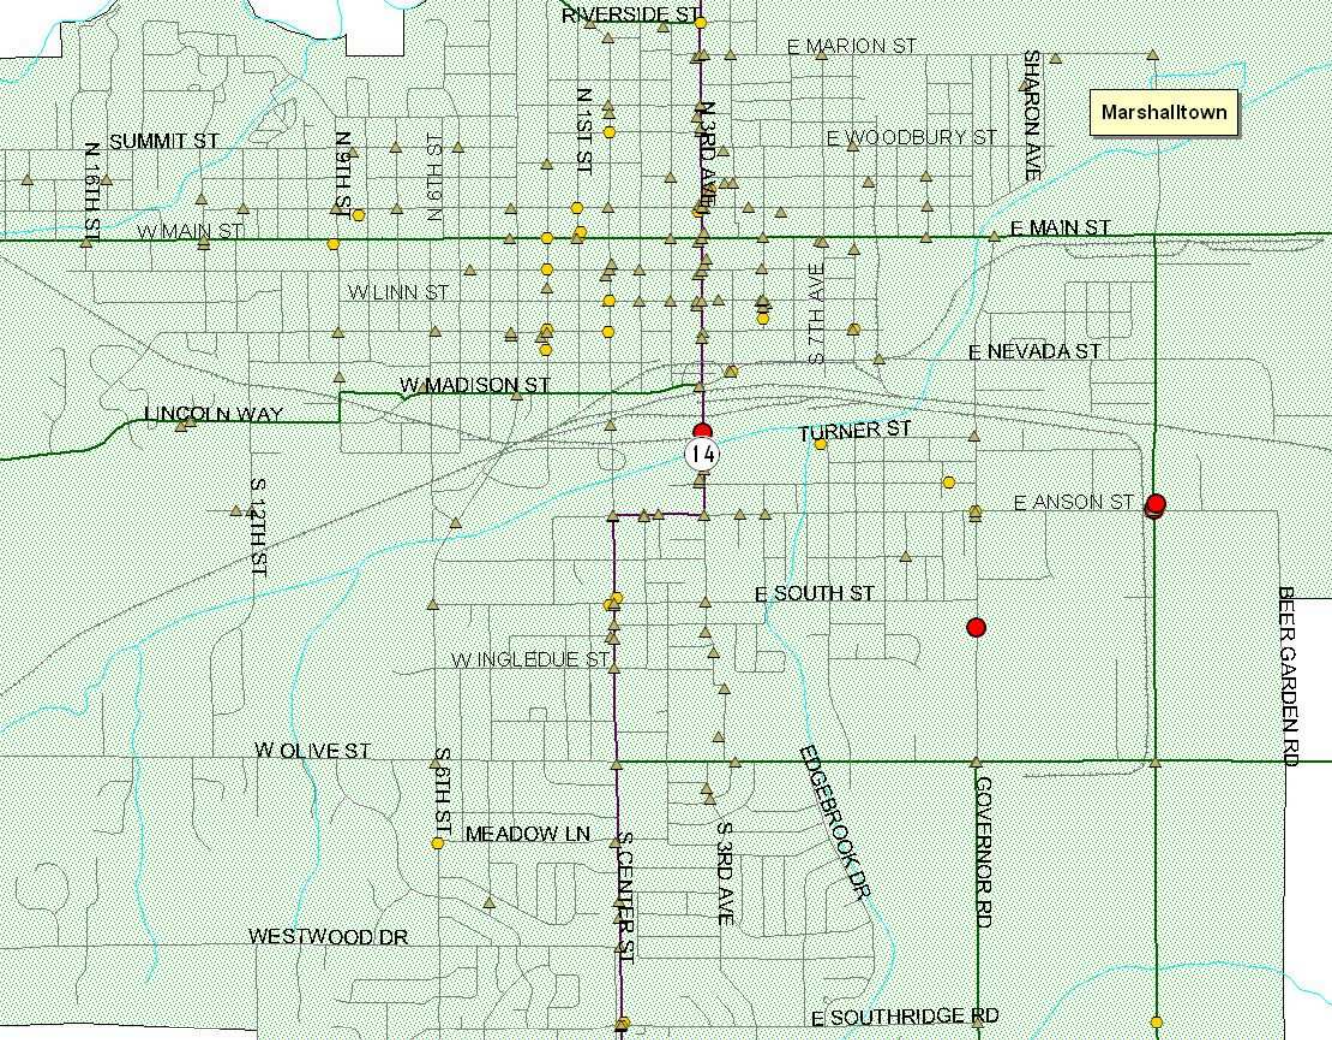 RIVERSIDE ST
E MARION ST
SHARON AVE
N 1ST ST
N 3RD AVE
Marshalltown
SUMMIT ST
N 16TH ST
N 9TH ST
N 6TH ST
E WOODBURY ST
W MAIN ST
E MAIN ST
W LINN ST
S 7TH AVE
E NEVADA ST
W MADISON ST
LINCOLN WAY
TURNER ST
14
S 12TH ST
E ANSON ST
E SOUTH ST
BEER GARDEN RD
W INGLEDUE ST
W OLIVE ST
S 6TH ST
EDGEBROOK DR
GOVERNOR RD
MEADOW LN
S CENTER ST
S 3RD AVE
WESTWOOD DR
E SOUTHRIDGE RD